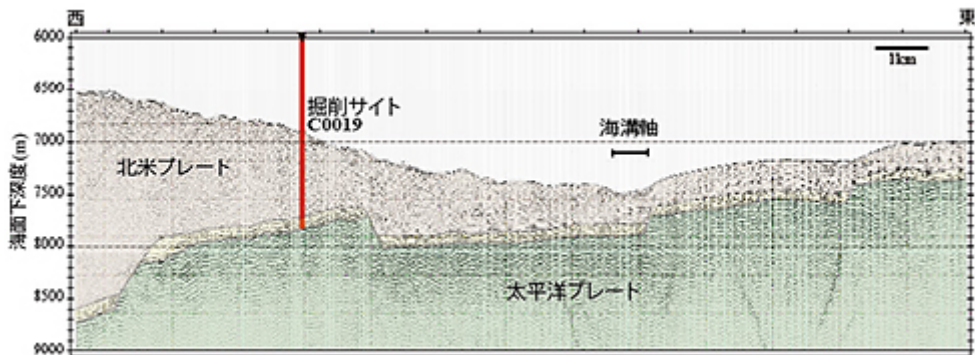 西
東
6000
6500
7000
7500
8000
8500
9000
海面下深度(m)
1km
掘削サイト
C0019
海溝軸
北米プレート
太平洋プレート